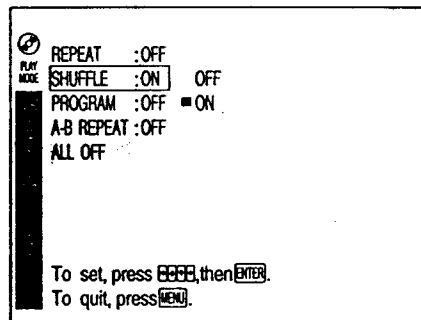 PLAY
MODE
REPEAT :OFF
SHUFFLE :ON OFF
PROGRAM :OFF ■ ON
A-B REPEAT :OFF
ALL OFF
To set, press , then ENTER.
To quit, press MENU.